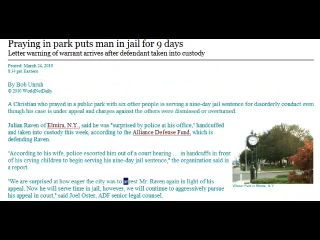 Praying in park puts man in jail for 9 days
Letter warning of warrant arrives after defendant taken into custody
Posted: March 24, 2010
5:14 pm Eastern
By Bob Unruh
© 2010 WorldNetDaily
A Christian who prayed in a public park with six other people is serving a nine-day jail sentence for disorderly conduct even
though his case is under appeal and charges against the others were dismissed or overturned.
Julian Raven of Elmira, N.Y., said he was "surprised by police at his office," handcuffed
and taken into custody this week, according to the Alliance Defense Fund, which is
defending Raven.
"According to his wife, police escorted him out of a court hearing ... in handcuffs in front
of his crying children to begin serving his nine-day jail sentence," the organization said in
a report.
"We are surprised at how eager the city was to arrest Mr. Raven again in light of his
appeal. Now he will serve time in jail, however, we will continue to aggressively pursue
his appeal in court," said Joel Oster, ADF senior legal counsel.
Park in Elmira, N.Y.